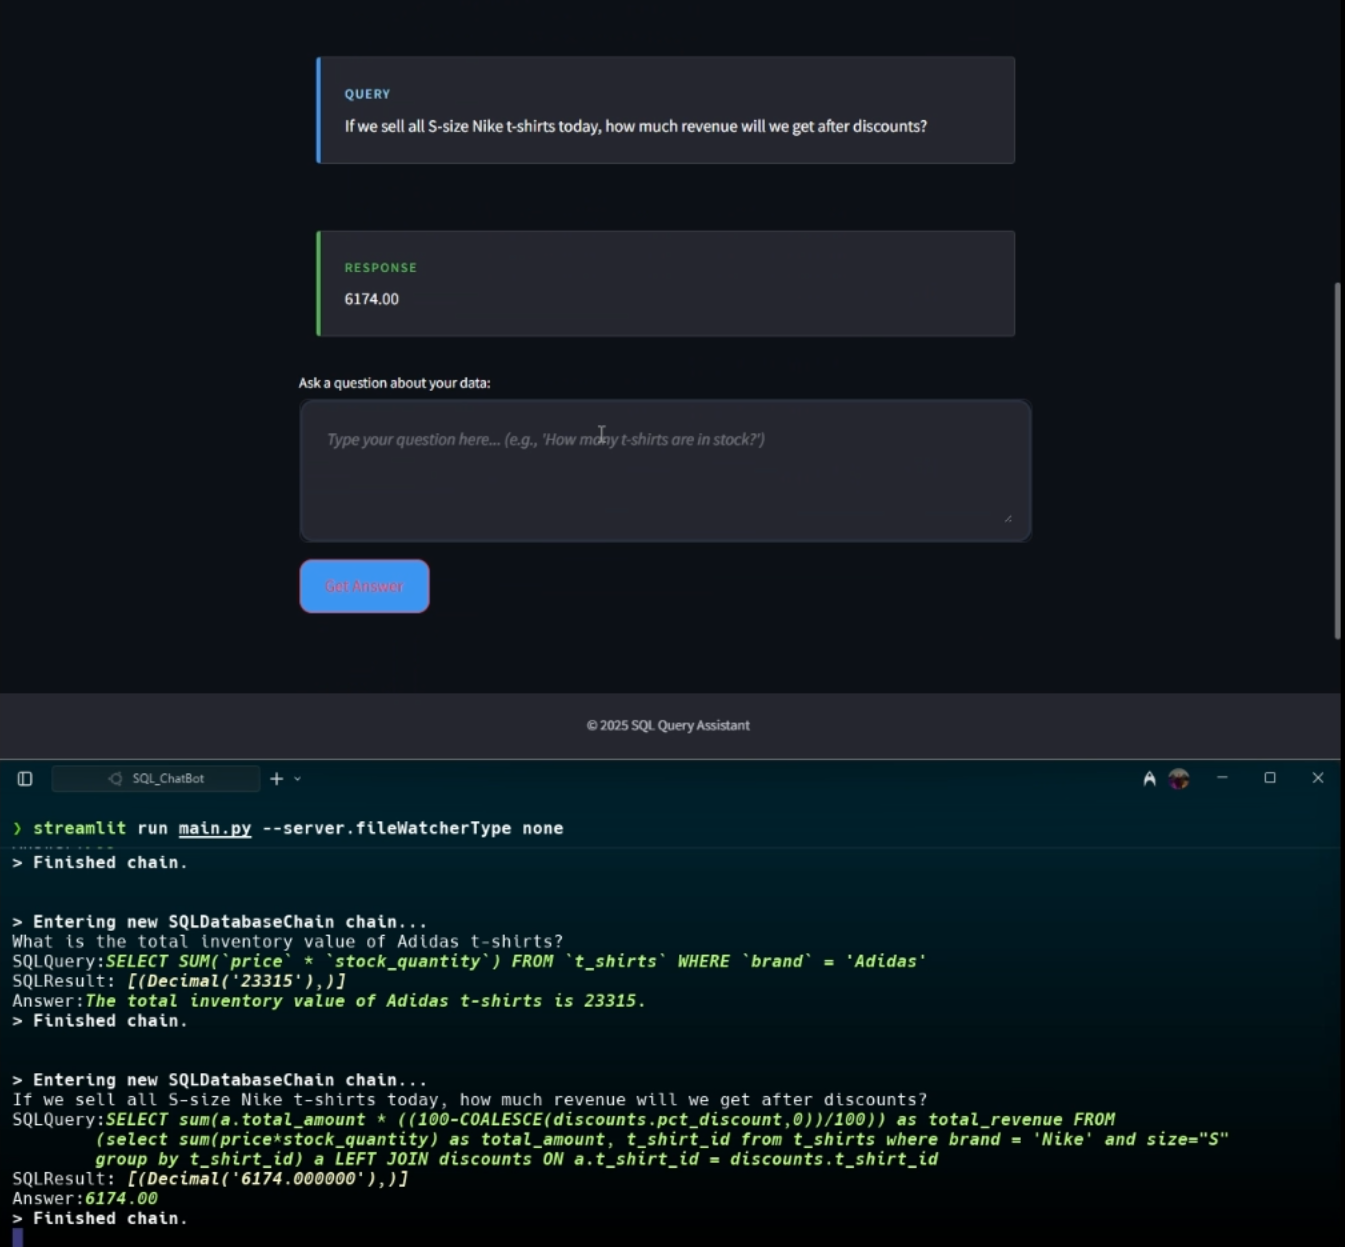 QUERY
If we sell all S-size Nike t-shirts today, how much revenue will we get after discounts?
RESPONSE
6174.00
Ask a question about your data:
Type your question here... (e.g., 'How many t-shirts are in stock?')
Get Answer
© 2025 SQL Query Assistant
SQL_ChatBot
❯ streamlit run main.py --server.fileWatcherType none
> Finished chain.
> Entering new SQLDatabaseChain chain...
What is the total inventory value of Adidas t-shirts?
SQLQuery:SELECT SUM(`price` * `stock_quantity`) FROM `t_shirts` WHERE `brand` = 'Adidas'
SQLResult: [(Decimal('23315'),)]
Answer:The total inventory value of Adidas t-shirts is 23315.
> Finished chain.
> Entering new SQLDatabaseChain chain...
If we sell all S-size Nike t-shirts today, how much revenue will we get after discounts?
SQLQuery:SELECT sum(a.total_amount * ((100-COALESCE(discounts.pct_discount,0))/100)) as total_revenue FROM
(select sum(price*stock_quantity) as total_amount, t_shirt_id from t_shirts where brand = 'Nike' and size="S"
group by t_shirt_id) a LEFT JOIN discounts ON a.t_shirt_id = discounts.t_shirt_id
SQLResult: [(Decimal('6174.000000'),)]
Answer:6174.00
> Finished chain.